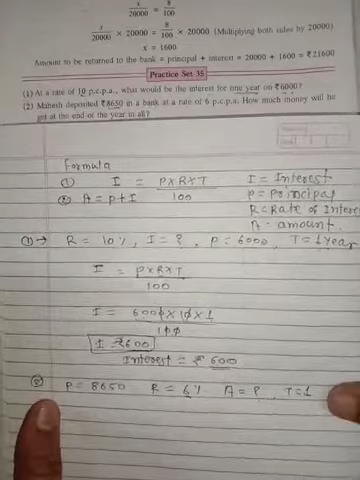 x/20000 = 8/100
x/20000 × 20000 = 8/100 × 20000 (Multiplying both sides by 20000)
x = 1600
Amount to be returned to the bank = principal + interest = 20000 + 1600 = ₹21600
Practice Set 35
(1) At a rate of 10 p.c.p.a., what would be the interest for one year on ₹6000?
(2) Mahesh deposited ₹8650 in a bank at a rate of 6 p.c.p.a. How much money will he
get at the end of the year in all?
Formula
① I = P×R×T/100 I = Interest
② A = P+I P = Principal
R = Rate of Interes
A = amount.
①→ R = 10%, I = ?, P = 6000, T = 1 year
I = P×R×T/100
I = 6000×10×1/100
I = ₹600
Interest = ₹ 600
② P = 8650 R = 6% A = ? T = 1